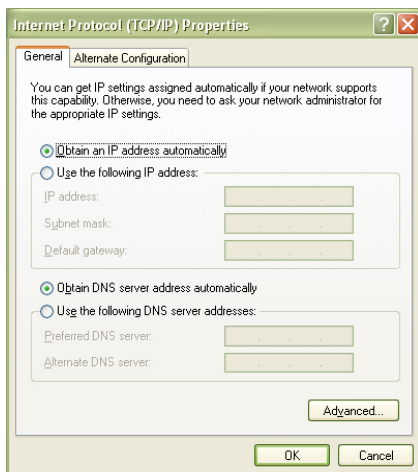 Internet Protocol (TCP/IP) Properties
General Alternate Configuration
You can get IP settings assigned automatically if your network supports
this capability. Otherwise, you need to ask your network administrator for
the appropriate IP settings.
Obtain an IP address automatically
Use the following IP address:
IP address:
Subnet mask:
Default gateway:
Obtain DNS server address automatically
Use the following DNS server addresses:
Preferred DNS server:
Alternate DNS server:
Advanced...
OK Cancel